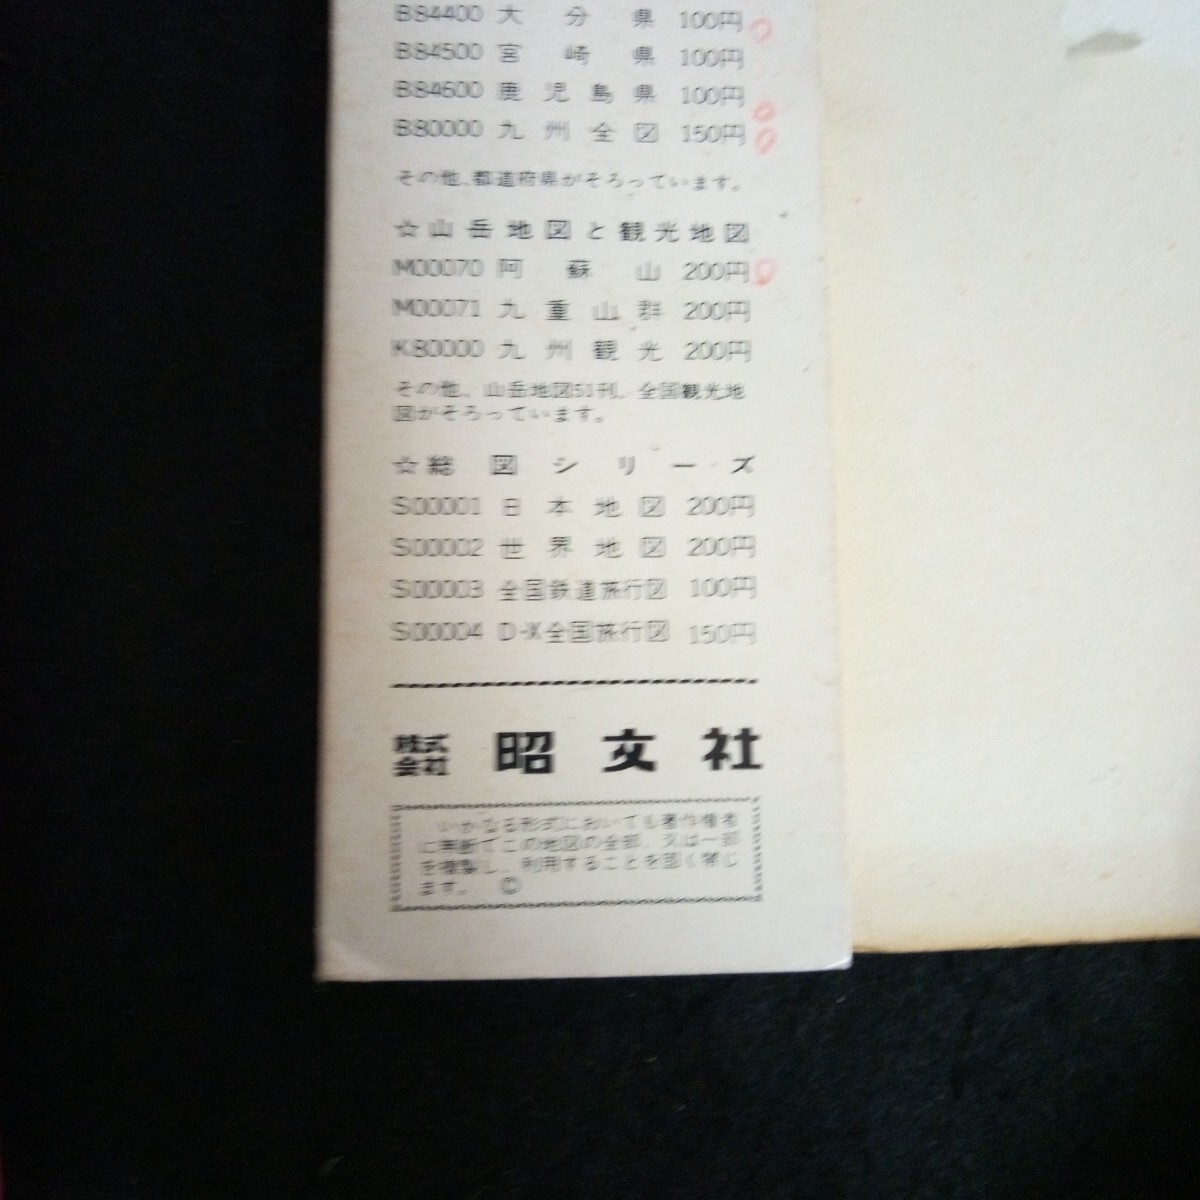 B84400 大分県 100円
B84500 宮崎県 100円
B84600 鹿児島県 100円
B80000 九州全図 150円
その他、都道府県がそろっています。
☆山岳地図と観光地図
M00070 阿蘇山 200円
M00071 九重山群 200円
K80000 九州観光 200円
その他、山岳地図51刊、全国観光地
図がそろっています。
☆総図シリーズ
S00001 日本地図 200円
S00002 世界地図 200円
S00003 全国鉄道旅行図 100円
S00004 D-X全国旅行図 150円
株式会社 昭文社
いかなる形式においても著作権者
に無断でこの地図の全部、又は一部
を複製し、利用することを固く禁じ
ます。 ©